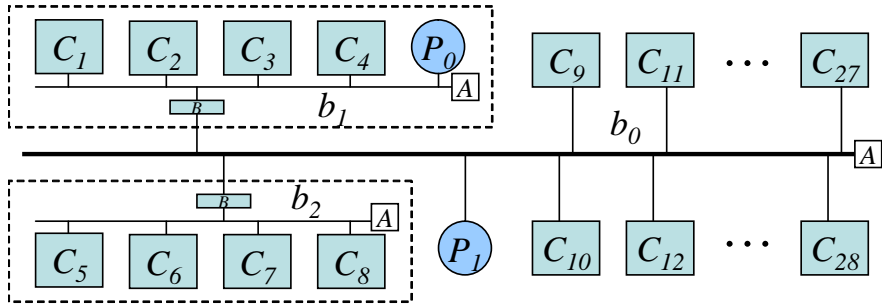 C1 C2 C3 C4 P0 C9 C11 ... C27
A
B b1 b0
A
B b2 A
C5 C6 C7 C8 P1 C10 C12 ... C28